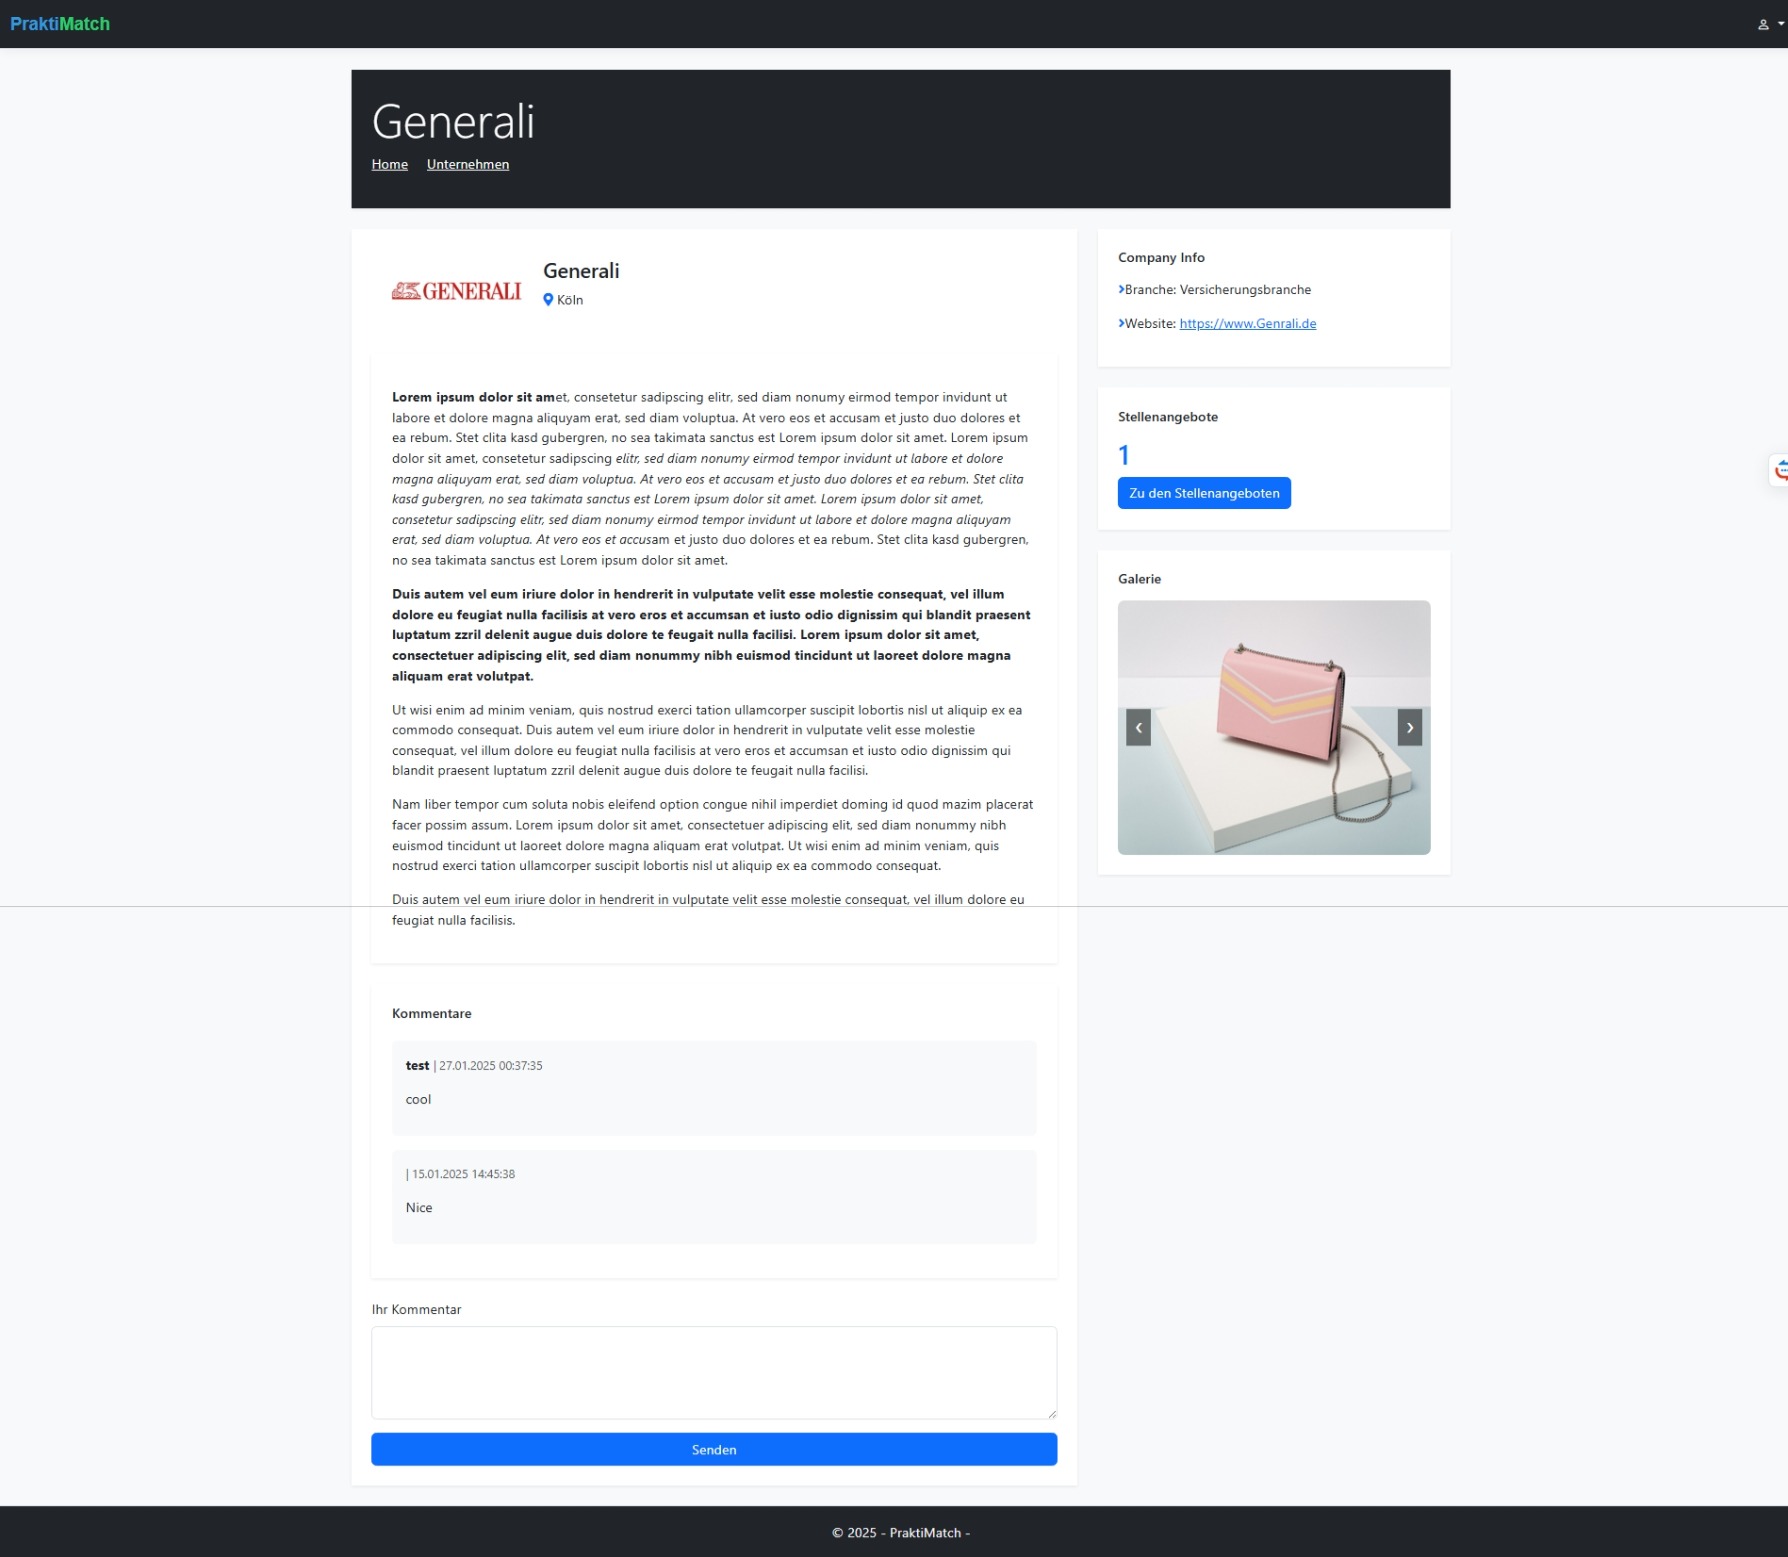 PraktiMatch
Generali
Home Unternehmen
GENERALI
Generali
Köln
Lorem ipsum dolor sit amet, consetetur sadipscing elitr, sed diam nonumy eirmod tempor invidunt ut
labore et dolore magna aliquyam erat, sed diam voluptua. At vero eos et accusam et justo duo dolores et
ea rebum. Stet clita kasd gubergren, no sea takimata sanctus est Lorem ipsum dolor sit amet. Lorem ipsum
dolor sit amet, consetetur sadipscing elitr, sed diam nonumy eirmod tempor invidunt ut labore et dolore
magna aliquyam erat, sed diam voluptua. At vero eos et accusam et justo duo dolores et ea rebum. Stet clita
kasd gubergren, no sea takimata sanctus est Lorem ipsum dolor sit amet. Lorem ipsum dolor sit amet,
consetetur sadipscing elitr, sed diam nonumy eirmod tempor invidunt ut labore et dolore magna aliquyam
erat, sed diam voluptua. At vero eos et accusam et justo duo dolores et ea rebum. Stet clita kasd gubergren,
no sea takimata sanctus est Lorem ipsum dolor sit amet.
Duis autem vel eum iriure dolor in hendrerit in vulputate velit esse molestie consequat, vel illum
dolore eu feugiat nulla facilisis at vero eros et accumsan et iusto odio dignissim qui blandit praesent
luptatum zzril delenit augue duis dolore te feugait nulla facilisi. Lorem ipsum dolor sit amet,
consectetuer adipiscing elit, sed diam nonummy nibh euismod tincidunt ut laoreet dolore magna
aliquam erat volutpat.
Ut wisi enim ad minim veniam, quis nostrud exerci tation ullamcorper suscipit lobortis nisl ut aliquip ex ea
commodo consequat. Duis autem vel eum iriure dolor in hendrerit in vulputate velit esse molestie
consequat, vel illum dolore eu feugiat nulla facilisis at vero eros et accumsan et iusto odio dignissim qui
blandit praesent luptatum zzril delenit augue duis dolore te feugait nulla facilisi.
Nam liber tempor cum soluta nobis eleifend option congue nihil imperdiet doming id quod mazim placerat
facer possim assum. Lorem ipsum dolor sit amet, consectetuer adipiscing elit, sed diam nonummy nibh
euismod tincidunt ut laoreet dolore magna aliquam erat volutpat. Ut wisi enim ad minim veniam, quis
nostrud exerci tation ullamcorper suscipit lobortis nisl ut aliquip ex ea commodo consequat.
Duis autem vel eum iriure dolor in hendrerit in vulputate velit esse molestie consequat, vel illum dolore eu
feugiat nulla facilisis.
Kommentare
test | 27.01.2025 00:37:35
cool
| 15.01.2025 14:45:38
Nice
Ihr Kommentar
Senden
Company Info
Branche: Versicherungsbranche
Website: https://www.Genrali.de
Stellenangebote
1
Zu den Stellenangeboten
Galerie
© 2025 - PraktiMatch -